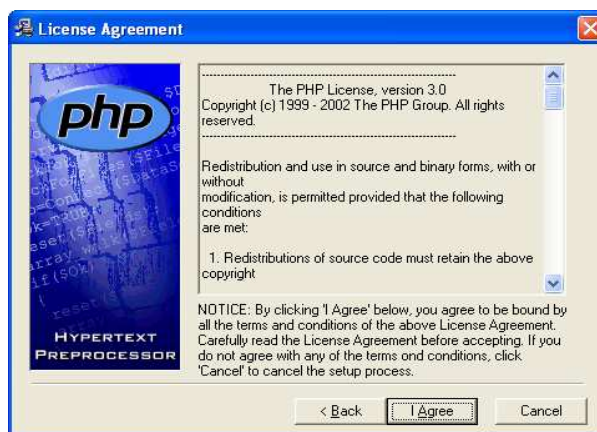 License Agreement
php
HYPERTEXT
PREPROCESSOR
----------------------------------------------------------------------
The PHP License, version 3.0
Copyright (c) 1999 - 2002 The PHP Group. All rights
reserved.
----------------------------------------------------------------------
Redistribution and use in source and binary forms, with or
without
modification, is permitted provided that the following
conditions
are met:
1. Redistributions of source code must retain the above
copyright
NOTICE: By clicking 'I Agree' below, you agree to be bound by
all the terms and conditions of the above License Agreement.
Carefully read the License Agreement before accepting. If you
do not agree with any of the terms ond conditions, click
'Cancel' to cancel the setup process.
< Back
I Agree
Cancel